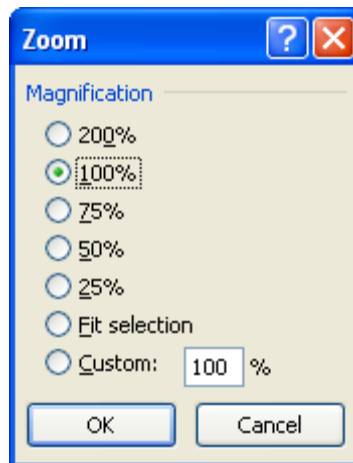 Zoom ?
Magnification
200%
100%
75%
50%
25%
Fit selection
Custom: 100 %
OK Cancel